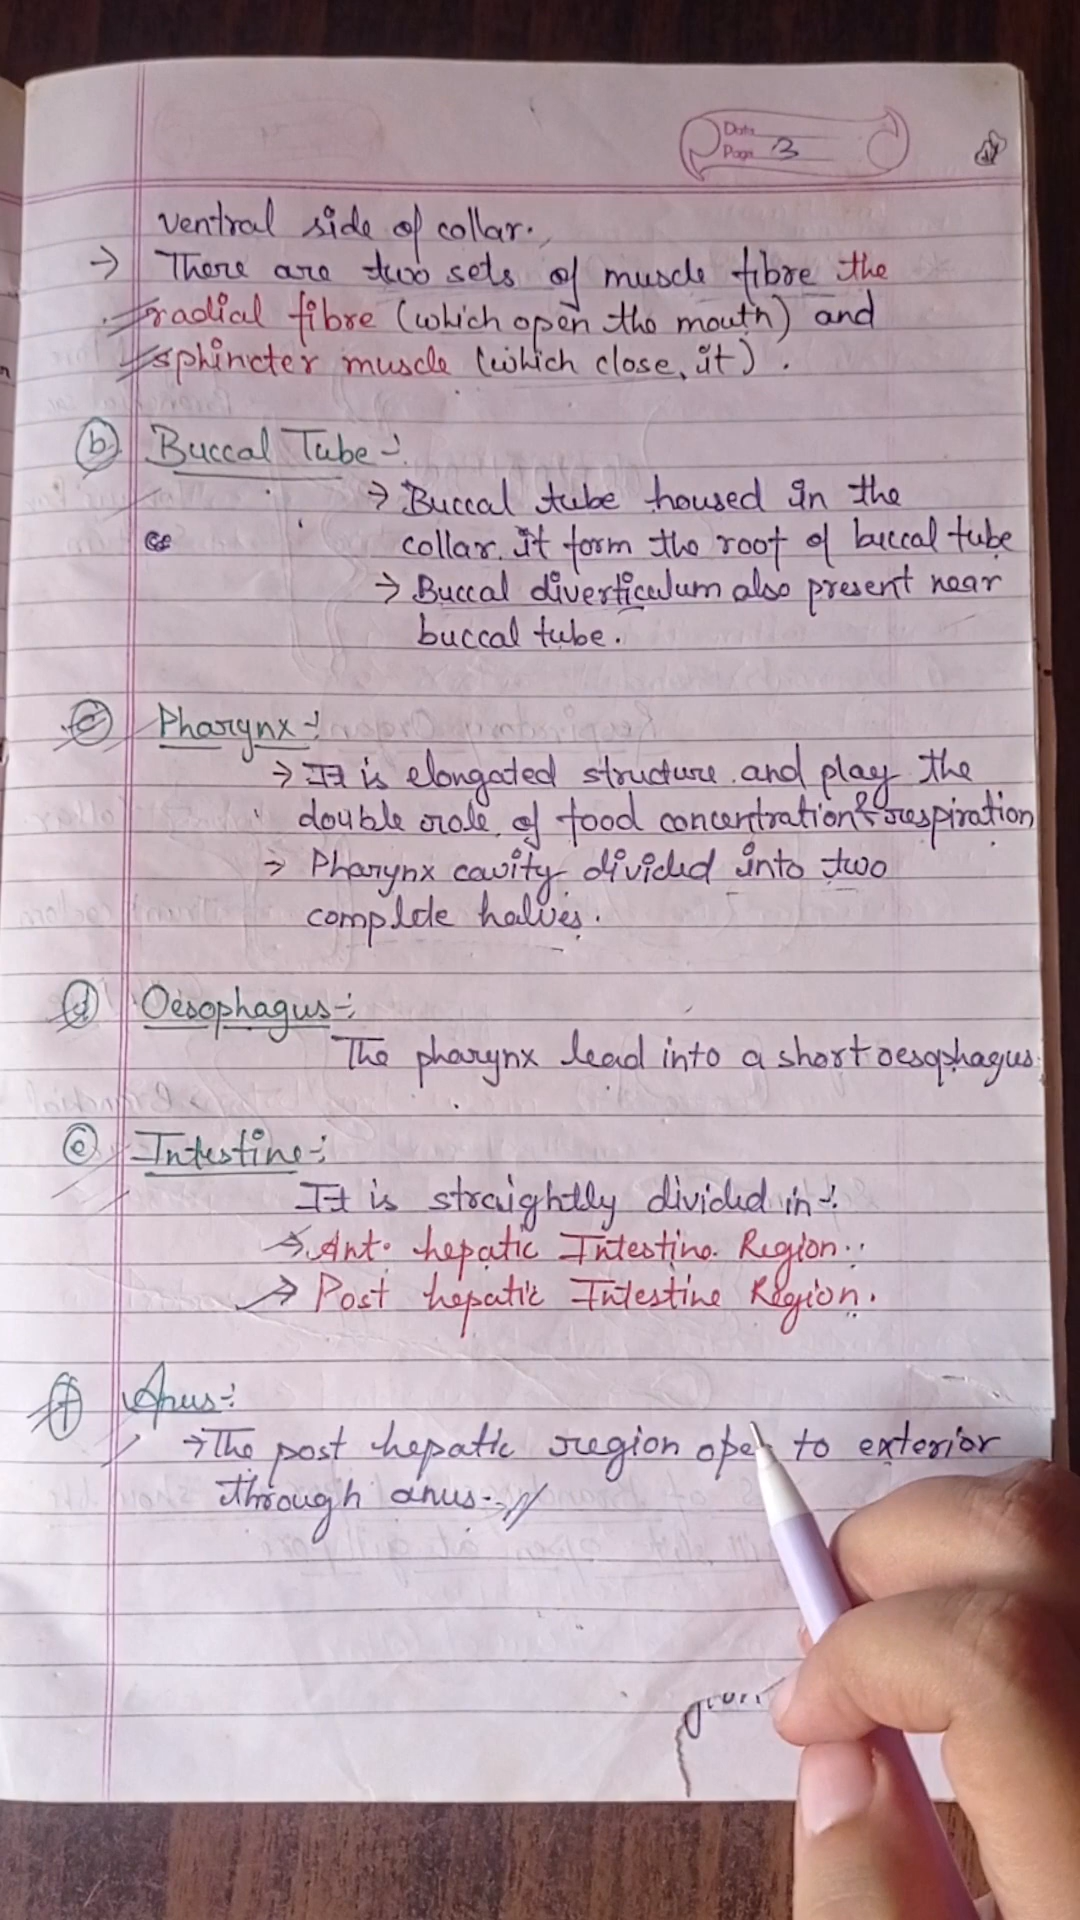 Date
Page 3
ventral side of collar.
→ There are two sets of muscle fibre the
radial fibre (which open the mouth) and
sphincter muscle (which close, it).
(b) Buccal Tube :-
→ Buccal tube housed in the
collar. it form the root of buccal tube
→ Buccal diverticulum also present near
buccal tube.
(c) Pharynx :-
→ It is elongated structure and play the
double role of food concentration & respiration
→ Pharynx cavity divided into two
complete halves.
(d) Oesophagus :-
The pharynx lead into a short oesophagus.
(e) Intestine :-
It is straightly divided in :-
→ Ant. hepatic Intestine Region.
→ Post hepatic Intestine Region.
(f) Anus :-
→ The post hepatic region open to exterior
through anus.